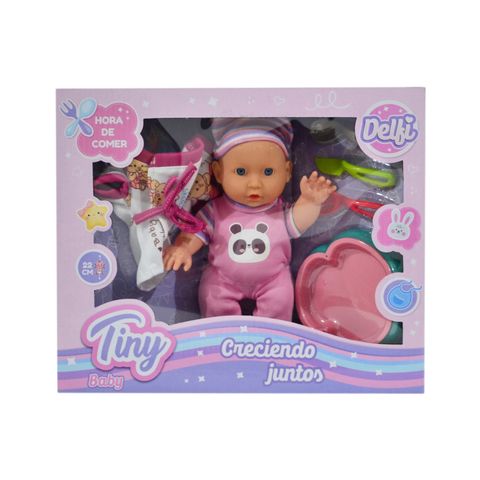 HORA
DE
COMER
Delfi
22
CM
Tiny
Baby
Creciendo
juntos